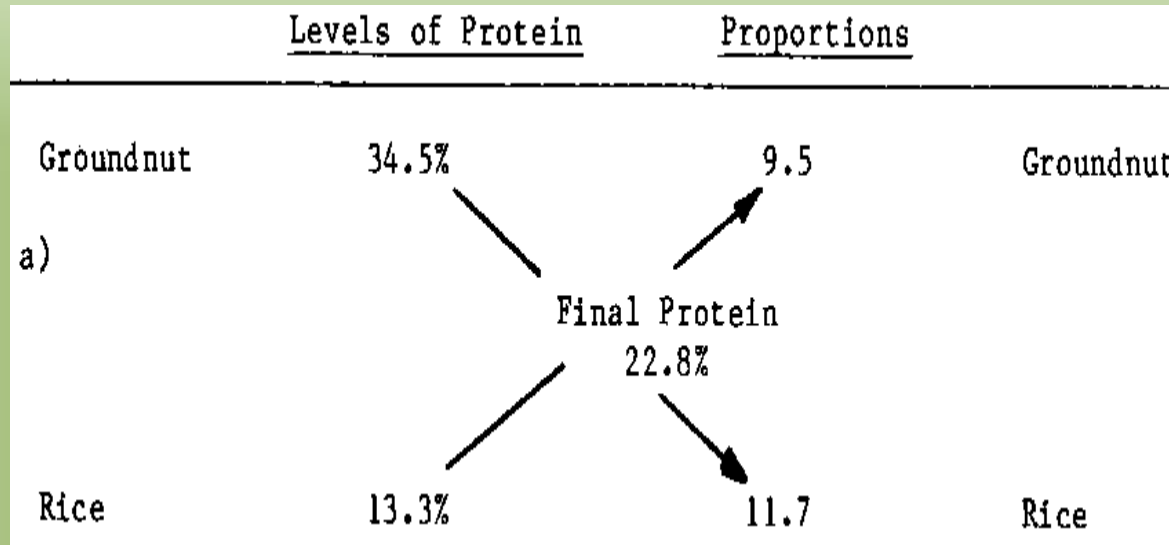 Levels of Protein Proportions
Groundnut 34.5% 9.5 Groundnut
a)
Final Protein
22.8%
Rice 13.3% 11.7 Rice